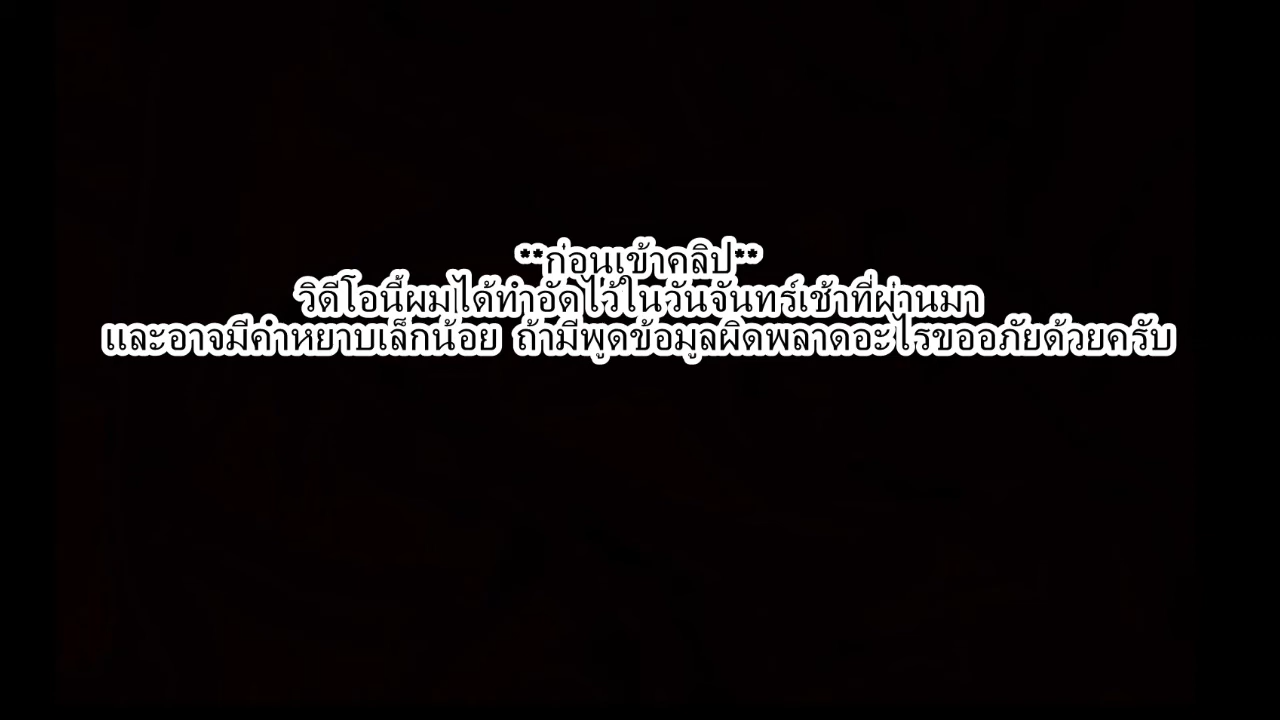 **ก่อนเข้าคลิป**
วิดีโอนี้ผมได้ทำอัดไว้ในวันจันทร์เช้าที่ผ่านมา
และอาจมีคำหยาบเล็กน้อย ถ้ามีพูดข้อมูลผิดพลาดอะไรขออภัยด้วยครับ